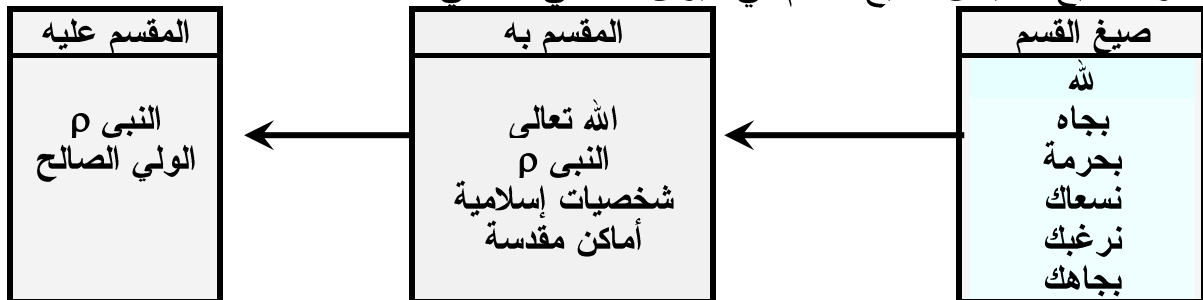 صيغ القسم
لله
بجاه
بحرمة
نسعاك
نرغبك
بجاهك
المقسم به
الله تعالى
النبى ρ
شخصيات إسلامية
أماكن مقدسة
المقسم عليه
النبى ρ
الولي الصالح